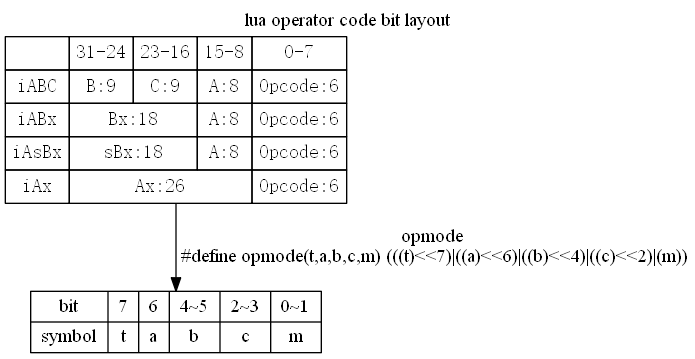 lua operator code bit layout
31-24 23-16 15-8 0-7
iABC B:9 C:9 A:8 Opcode:6
iABx Bx:18 A:8 Opcode:6
iAsBx sBx:18 A:8 Opcode:6
iAx Ax:26 Opcode:6
opmode
#define opmode(t,a,b,c,m) (((t)<<7)|((a)<<6)|((b)<<4)|((c)<<2)|(m))
bit 7 6 4~5 2~3 0~1
symbol t a b c m